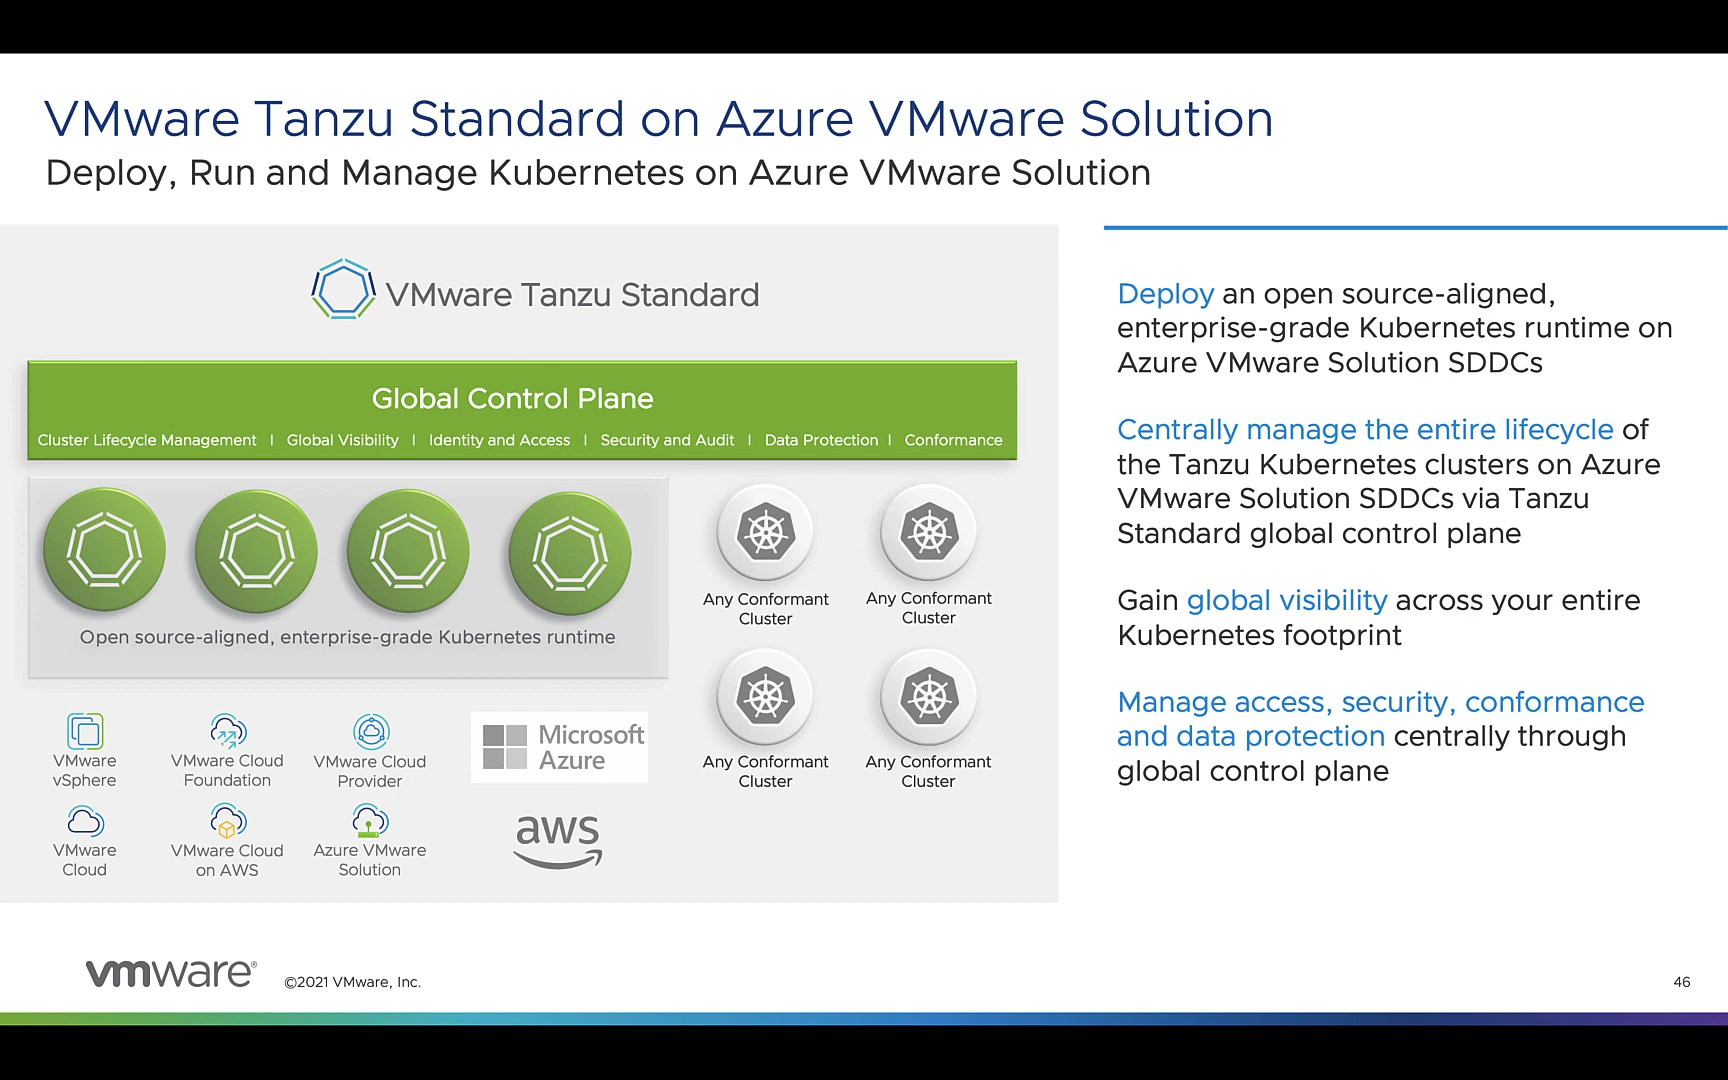 VMware Tanzu Standard on Azure VMware Solution
Deploy, Run and Manage Kubernetes on Azure VMware Solution
VMware Tanzu Standard
Global Control Plane
Cluster Lifecycle Management | Global Visibility | Identity and Access | Security and Audit | Data Protection | Conformance
Open source-aligned, enterprise-grade Kubernetes runtime
Any Conformant
Cluster
Any Conformant
Cluster
Any Conformant
Cluster
Any Conformant
Cluster
VMware
vSphere
VMware Cloud
Foundation
VMware Cloud
Provider
Microsoft
Azure
VMware
Cloud
VMware Cloud
on AWS
Azure VMware
Solution
aws
Deploy an open source-aligned,
enterprise-grade Kubernetes runtime on
Azure VMware Solution SDDCs
Centrally manage the entire lifecycle of
the Tanzu Kubernetes clusters on Azure
VMware Solution SDDCs via Tanzu
Standard global control plane
Gain global visibility across your entire
Kubernetes footprint
Manage access, security, conformance
and data protection centrally through
global control plane
vmware®
©2021 VMware, Inc.
46